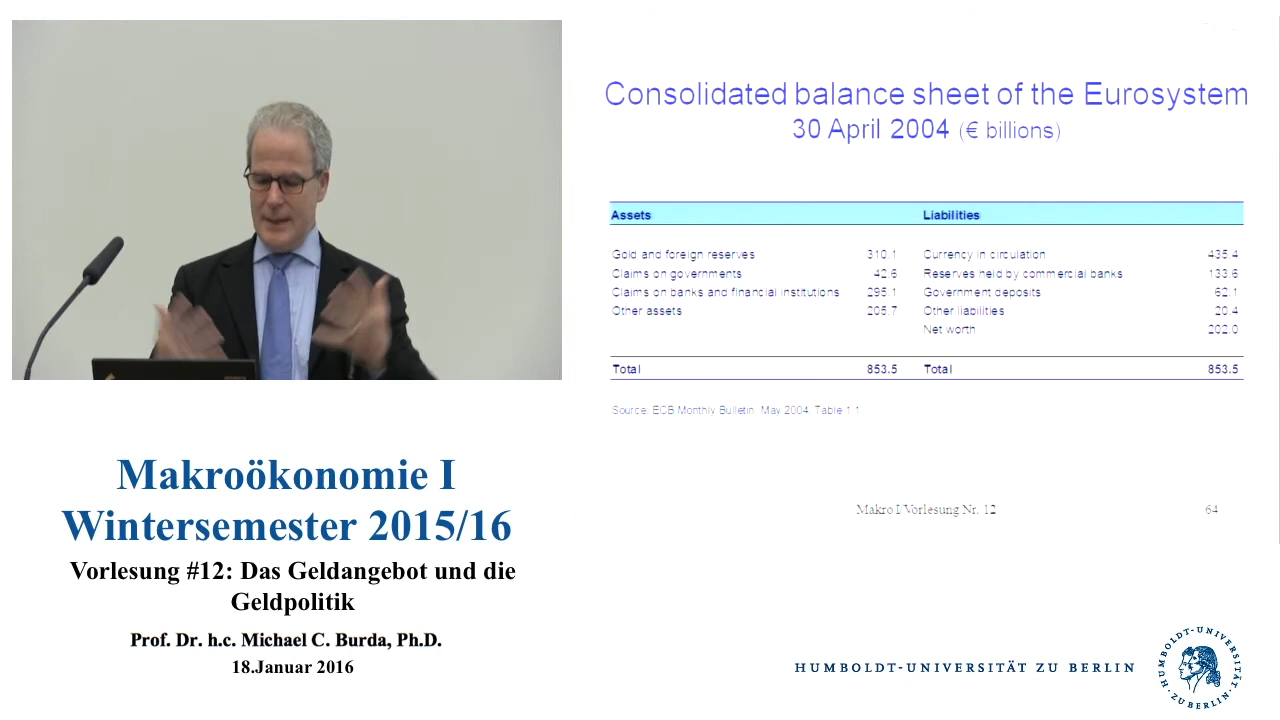 Consolidated balance sheet of the Eurosystem
30 April 2004 (€ billions)
Assets Liabilities
Gold and foreign reserves 310.1 Currency in circulation 435.4
Claims on governments 42.6 Reserves held by commercial banks 133.6
Claims on banks and financial institutions 295.1 Government deposits 62.1
Other assets 205.7 Other liabilities 20.4
Net worth 202.0
Total 853.5 Total 853.5
Source: ECB Monthly Bulletin, May 2004, Table 1.1
Makro I/Vorlesung Nr. 12 64
Makroökonomie I
Wintersemester 2015/16
Vorlesung #12: Das Geldangebot und die
Geldpolitik
Prof. Dr. h.c. Michael C. Burda, Ph.D.
18.Januar 2016
HUMBOLDT-UNIVERSITÄT ZU BERLIN
HUMBOLDT-UNIVERSITÄT
ZU BERLIN